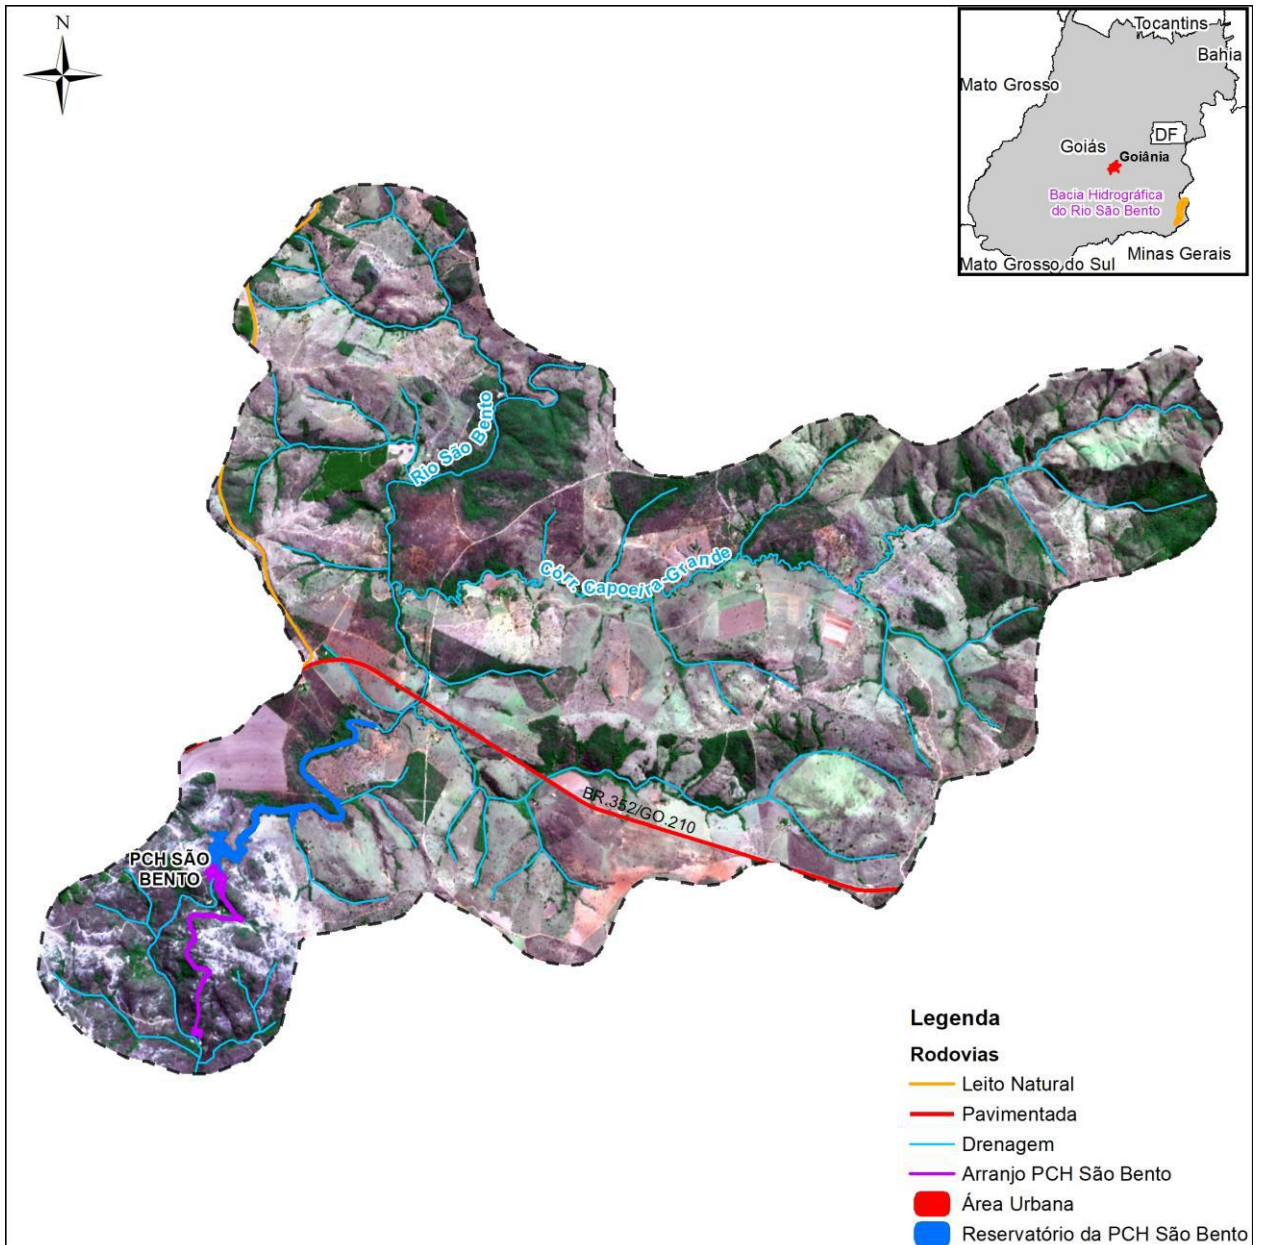 N
Tocantins
Bahia
Mato Grosso
DF
Goiás
Goiânia
Bacia Hidrográfica
do Rio São Bento
Minas Gerais
Mato Grosso do Sul
Rio São Bento
Córr. Capoeira-Grande
BR.352/GO.210
PCH SÃO
BENTO
Legenda
Rodovias
Leito Natural
Pavimentada
Drenagem
Arranjo PCH São Bento
Área Urbana
Reservatório da PCH São Bento